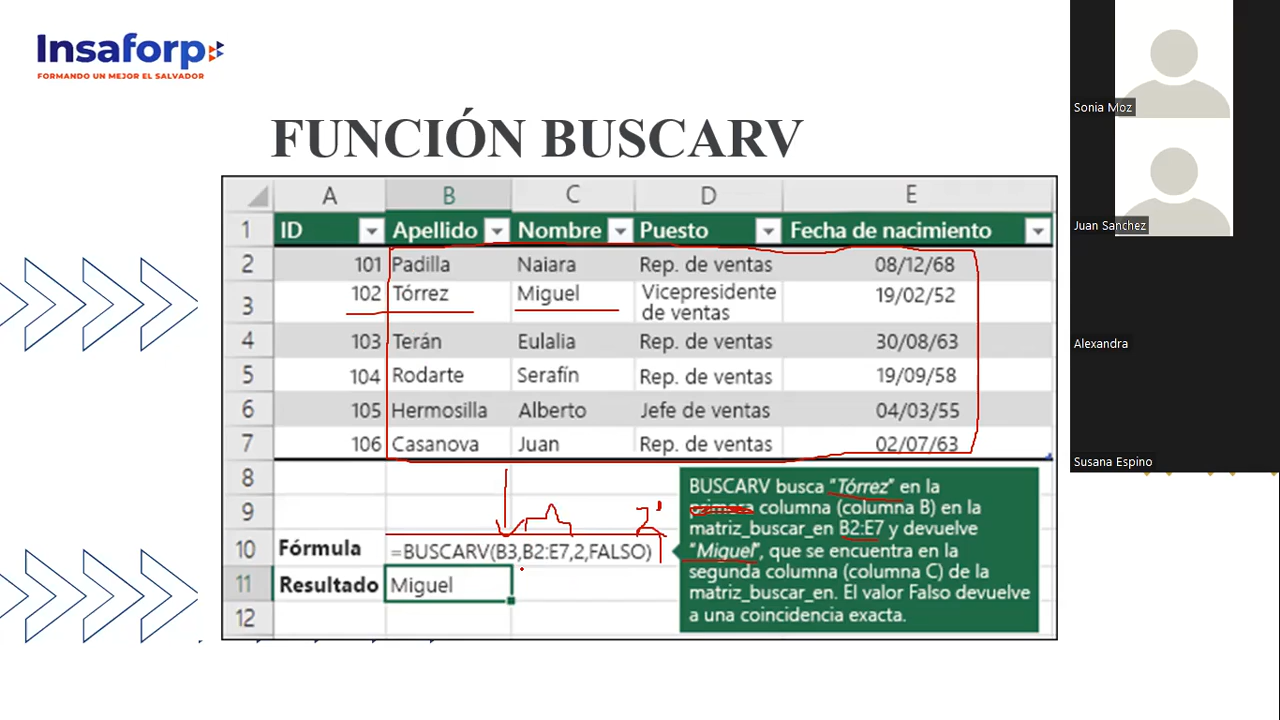 Insaforp
FORMANDO UN MEJOR EL SALVADOR
FUNCIÓN BUSCARV
A B C D E
1 ID Apellido Nombre Puesto Fecha de nacimiento
2 101 Padilla Naiara Rep. de ventas 08/12/68
3 102 Tórrez Miguel Vicepresidente de ventas 19/02/52
4 103 Terán Eulalia Rep. de ventas 30/08/63
5 104 Rodarte Serafín Rep. de ventas 19/09/58
6 105 Hermosilla Alberto Jefe de ventas 04/03/55
7 106 Casanova Juan Rep. de ventas 02/07/63
8
9
10 Fórmula =BUSCARV(B3,B2:E7,2,FALSO)
11 Resultado Miguel
12
BUSCARV busca "Tórrez" en la
primera columna (columna B) en la
matriz_buscar_en B2:E7 y devuelve
"Miguel", que se encuentra en la
segunda columna (columna C) de la
matriz_buscar_en. El valor Falso devuelve
a una coincidencia exacta.
Sonia Moz
Juan Sanchez
Alexandra
Susana Espino